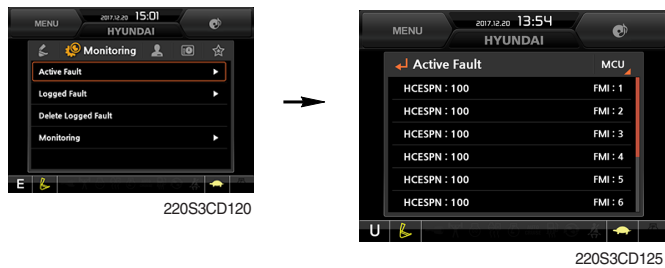 MENU
2017.12.20 15:01
HYUNDAI
Monitoring
Active Fault
Logged Fault
Delete Logged Fault
Monitoring
E
220S3CD120
MENU
2017.12.20 13:54
HYUNDAI
Active Fault MCU
HCESPN : 100 FMI : 1
HCESPN : 100 FMI : 2
HCESPN : 100 FMI : 3
HCESPN : 100 FMI : 4
HCESPN : 100 FMI : 5
HCESPN : 100 FMI : 6
U
220S3CD125